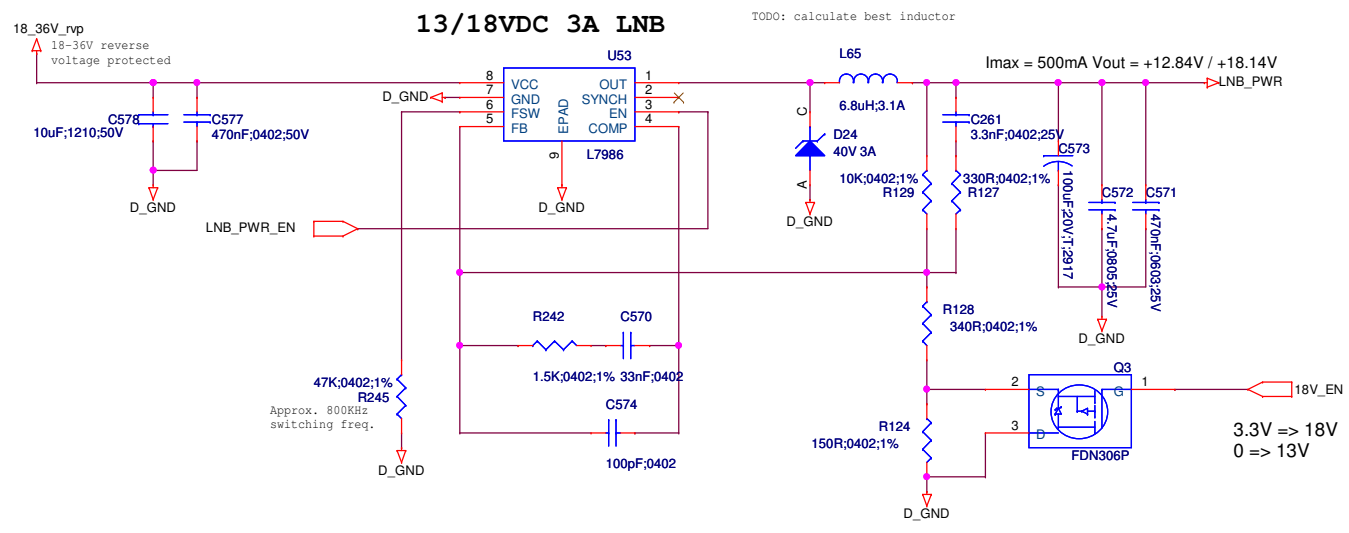 13/18VDC 3A LNB
TODO: calculate best inductor
18_36V_rvp
18-36V reverse
voltage protected
C578
10uF;1210;50V
C577
470nF;0402;50V
D_GND
D_GND
U53
8 VCC OUT 1
7 GND SYNCH 2
6 FSW EN 3
5 FB COMP 4
EPAD
9
L7986
D_GND
LNB_PWR_EN
L65
6.8uH;3.1A
C
D24
40V 3A
A
D_GND
Imax = 500mA Vout = +12.84V / +18.14V
LNB_PWR
C261
3.3nF;0402;25V
10K;0402;1%
R129
330R;0402;1%
R127
C573
100uF;20V;T;2917
C572
4.7uF;0805;25V
C571
470nF;0603;25V
D_GND
R242
1.5K;0402;1%
C570
33nF;0402
C574
100pF;0402
47K;0402;1%
R245
Approx. 800KHz
switching freq.
D_GND
R128
340R;0402;1%
R124
150R;0402;1%
D_GND
Q3
2 S G 1
3 D
FDN306P
18V_EN
3.3V => 18V
0 => 13V